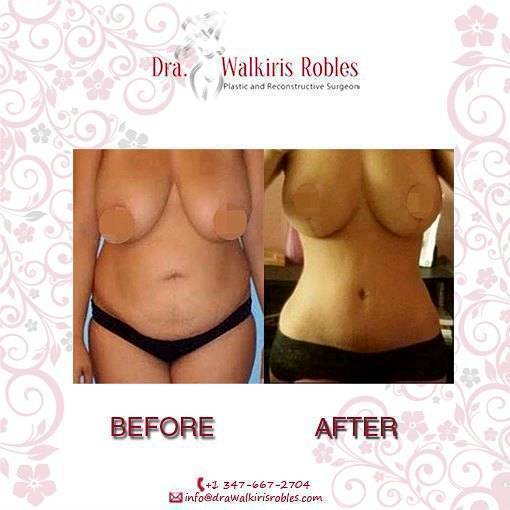 Dra. Walkiris Robles
Plastic and Reconstructive Surgeon
BEFORE AFTER
+1 347-667-2704
info@drawalkirisrobles.com